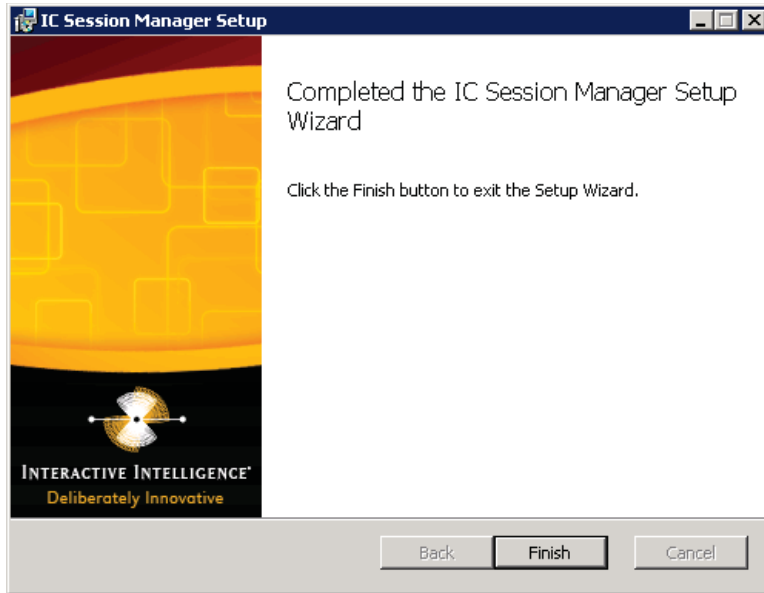 IC Session Manager Setup
Completed the IC Session Manager Setup
Wizard
Click the Finish button to exit the Setup Wizard.
INTERACTIVE INTELLIGENCE®
Deliberately Innovative
Back Finish Cancel